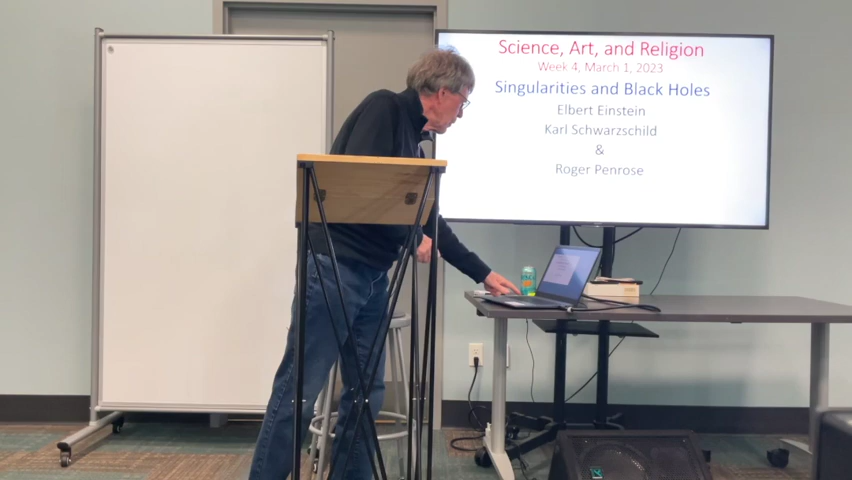 Science, Art, and Religion
Week 4, March 1, 2023
Singularities and Black Holes
Elbert Einstein
Karl Schwarzschild
&
Roger Penrose